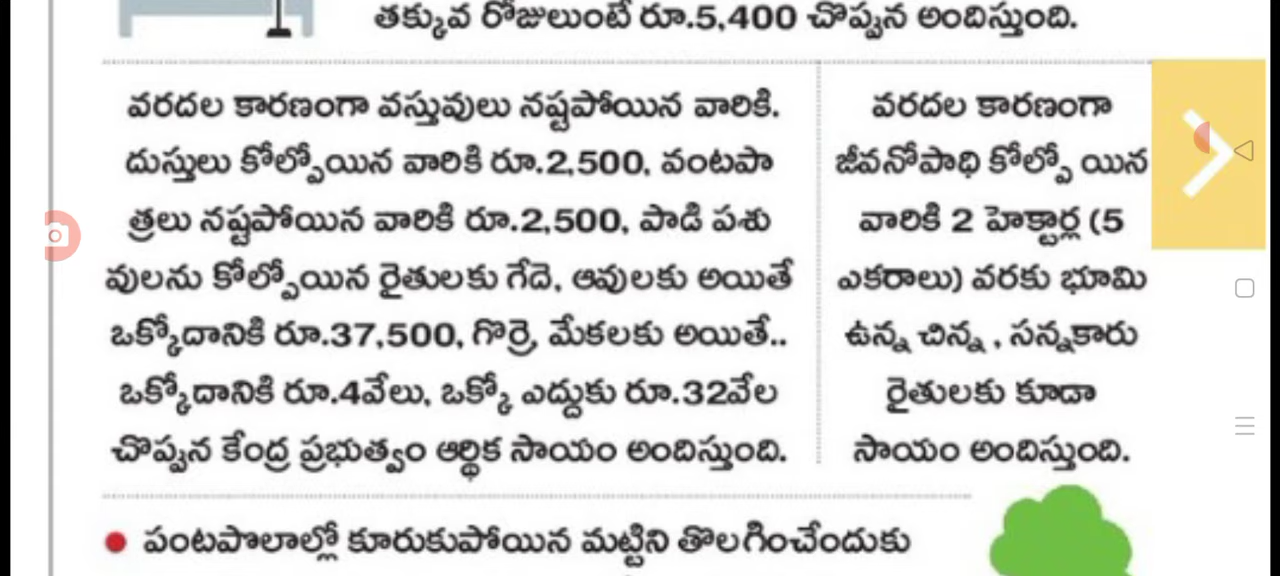 తక్కువ రోజులుంటే రూ.5,400 చొప్పున అందిస్తుంది.
వరదల కారణంగా వస్తువులు నష్టపోయిన వారికి.
దుస్తులు కోల్పోయిన వారికి రూ.2,500, వంటపా
త్రలు నష్టపోయిన వారికి రూ.2,500, పాడి పశు
వులను కోల్పోయిన రైతులకు గేదె, ఆవులకు అయితే
ఒక్కోదానికి రూ.37,500, గొర్రె, మేకలకు అయితే..
ఒక్కోదానికి రూ.4వేలు, ఒక్కో ఎద్దుకు రూ.32వేల
చొప్పున కేంద్ర ప్రభుత్వం ఆర్థిక సాయం అందిస్తుంది.
వరదల కారణంగా
జీవనోపాధి కోల్పో యిన
వారికి 2 హెక్టార్ల (5
ఎకరాలు) వరకు భూమి
ఉన్న చిన్న , సన్నకారు
రైతులకు కూడా
సాయం అందిస్తుంది.
పంటపొలాల్లో కూరుకుపోయిన మట్టిని తొలగించేందుకు